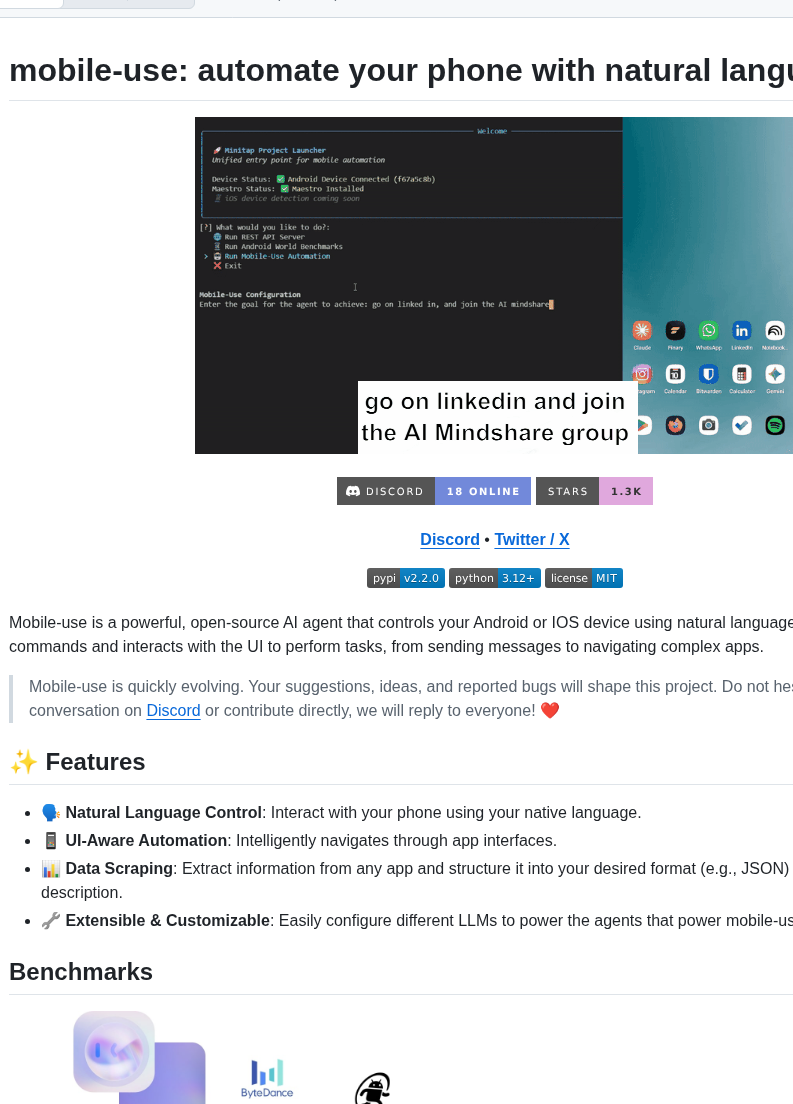 mobile-use: automate your phone with natural
Welcome
🚀 Minitap Project Launcher
Unified entry point for mobile automation
Device Status: ✅ Android Device Connected (f67a5c8b)
Maestro Status: ✅ Maestro Installed
📱 iOS device detection coming soon
[?] What would you like to do?:
🌐 Run REST API Server
📱 Run Android World Benchmarks
> 🤖 Run Mobile-Use Automation
❌ Exit
Mobile-Use Configuration
Enter the goal for the agent to achieve: go on linked in, and join the AI mindshare
Claude Pinary WhatsApp LinkedIn
Calendar Bitwarden Calculator Gemini
go on linkedin and join
the AI Mindshare group
DISCORD 18 ONLINE STARS 1.3K
Discord • Twitter / X
pypi v2.2.0 python 3.12+ license MIT
Mobile-use is a powerful, open-source AI agent that controls your Android or IOS device using natural language
commands and interacts with the UI to perform tasks, from sending messages to navigating complex apps.
Mobile-use is quickly evolving. Your suggestions, ideas, and reported bugs will shape this project. Do not
conversation on Discord or contribute directly, we will reply to everyone! ❤️
✨ Features
• 🗣️ Natural Language Control: Interact with your phone using your native language.
• 📱 UI-Aware Automation: Intelligently navigates through app interfaces.
• 📊 Data Scraping: Extract information from any app and structure it into your desired format (e.g., JSON)
description.
• 🔧 Extensible & Customizable: Easily configure different LLMs to power the agents that power
Benchmarks
ByteDance